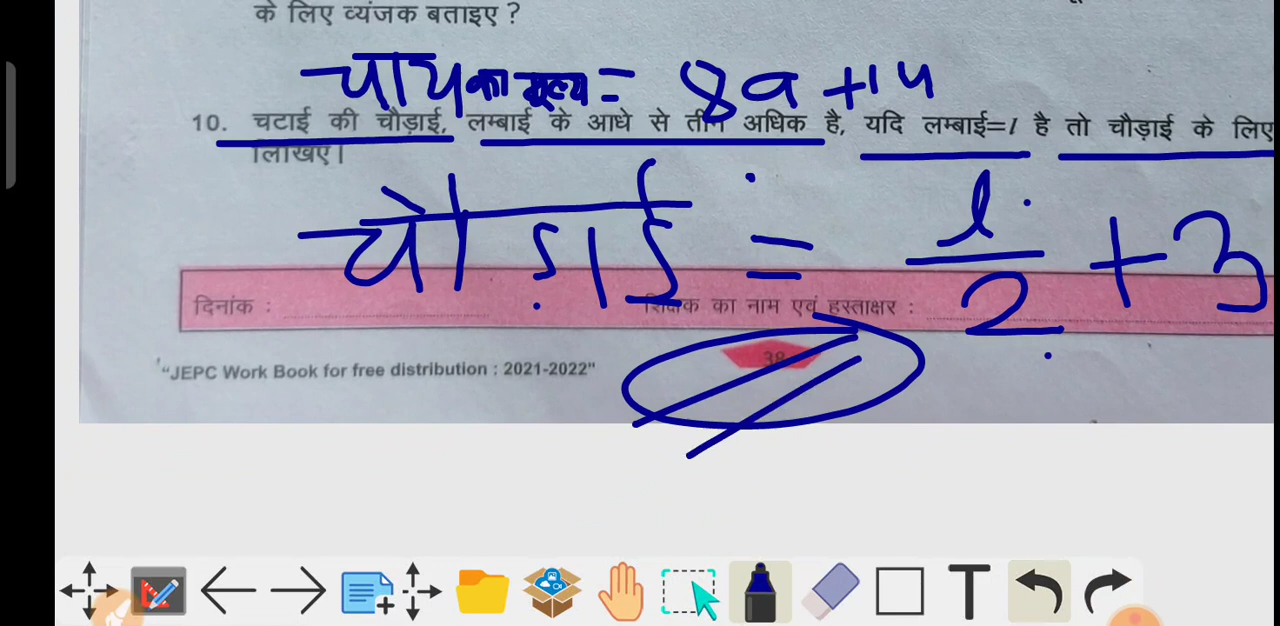 के लिए व्यंजक बताइए ?
चाय का मूल्य = 8a + 14
10. चटाई की चौड़ाई, लम्बाई के आधे से तीन अधिक है, यदि लम्बाई=l है तो चौड़ाई के लिए
लिखिए।
चौड़ाई = l/2 + 3
दिनांक : शिक्षक का नाम एवं हस्ताक्षर :
38
"JEPC Work Book for free distribution : 2021-2022"